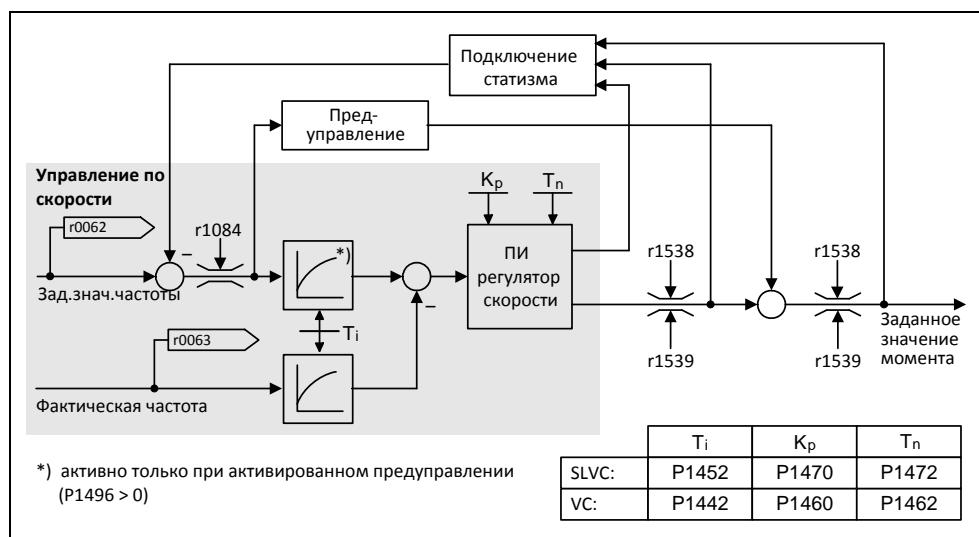 Подключение
статизма
Пред-
управление
Управление по
скорости
r0062
r1084
*)
Kp
Tn
ПИ
регулятор
скорости
r1538
r1538
Зад.знач.частоты
r0063
Ti
r1539
r1539
Заданное
значение
момента
Фактическая частота
*) активно только при активированном предуправлении
(P1496 > 0)
Ti Kp Tn
SLVC: P1452 P1470 P1472
VC: P1442 P1460 P1462